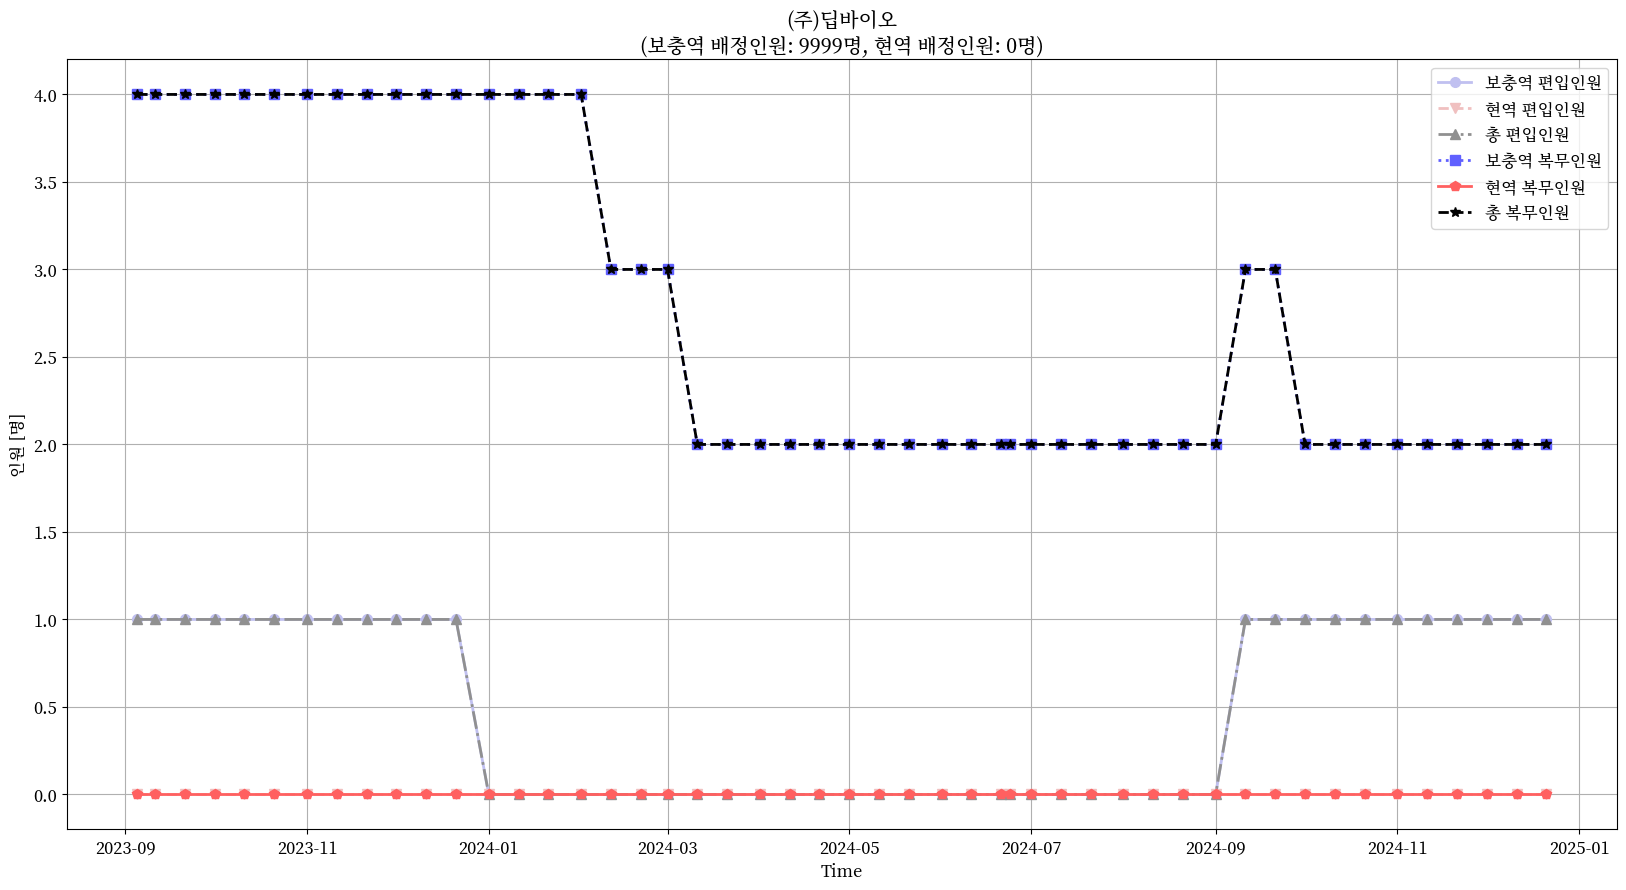 (주)딥바이오
(보충역 배정인원: 9999명, 현역 배정인원: 0명)
보충역 편입인원
현역 편입인원
총 편입인원
보충역 복무인원
현역 복무인원
총 복무인원
인원 [명]
4.0
3.5
3.0
2.5
2.0
1.5
1.0
0.5
0.0
2023-09 2023-11 2024-01 2024-03 2024-05 2024-07 2024-09 2024-11 2025-01
Time